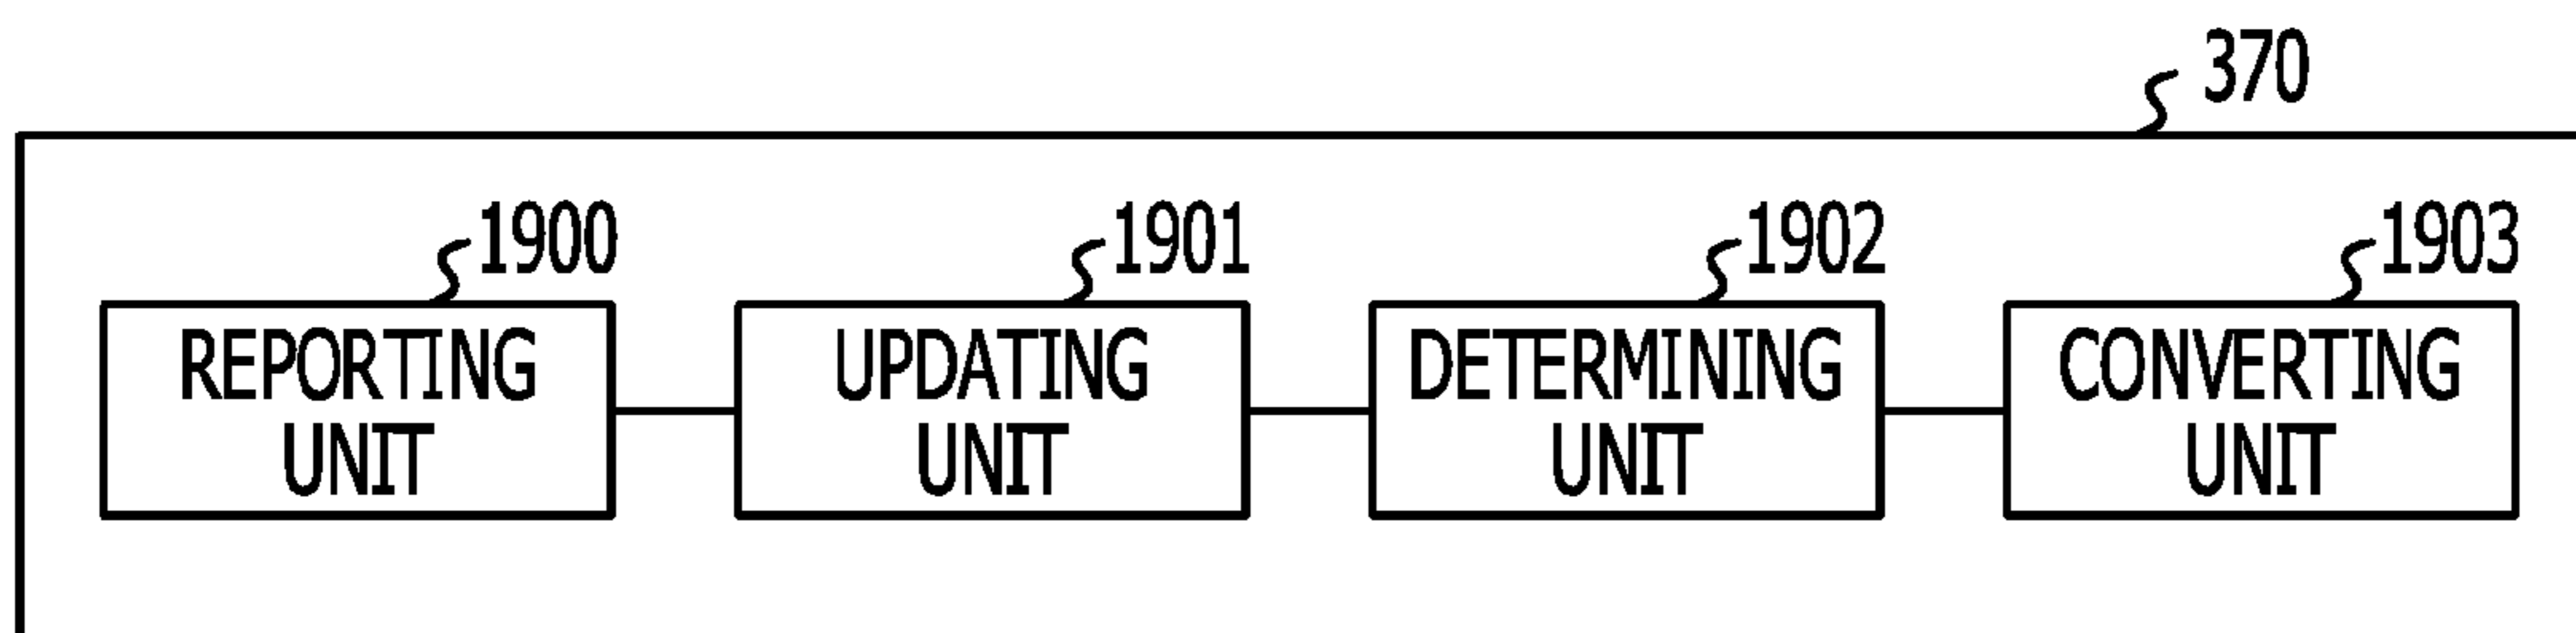 370
1900
1901
1902
1903
REPORTING
UNIT
UPDATING
UNIT
DETERMINING
UNIT
CONVERTING
UNIT